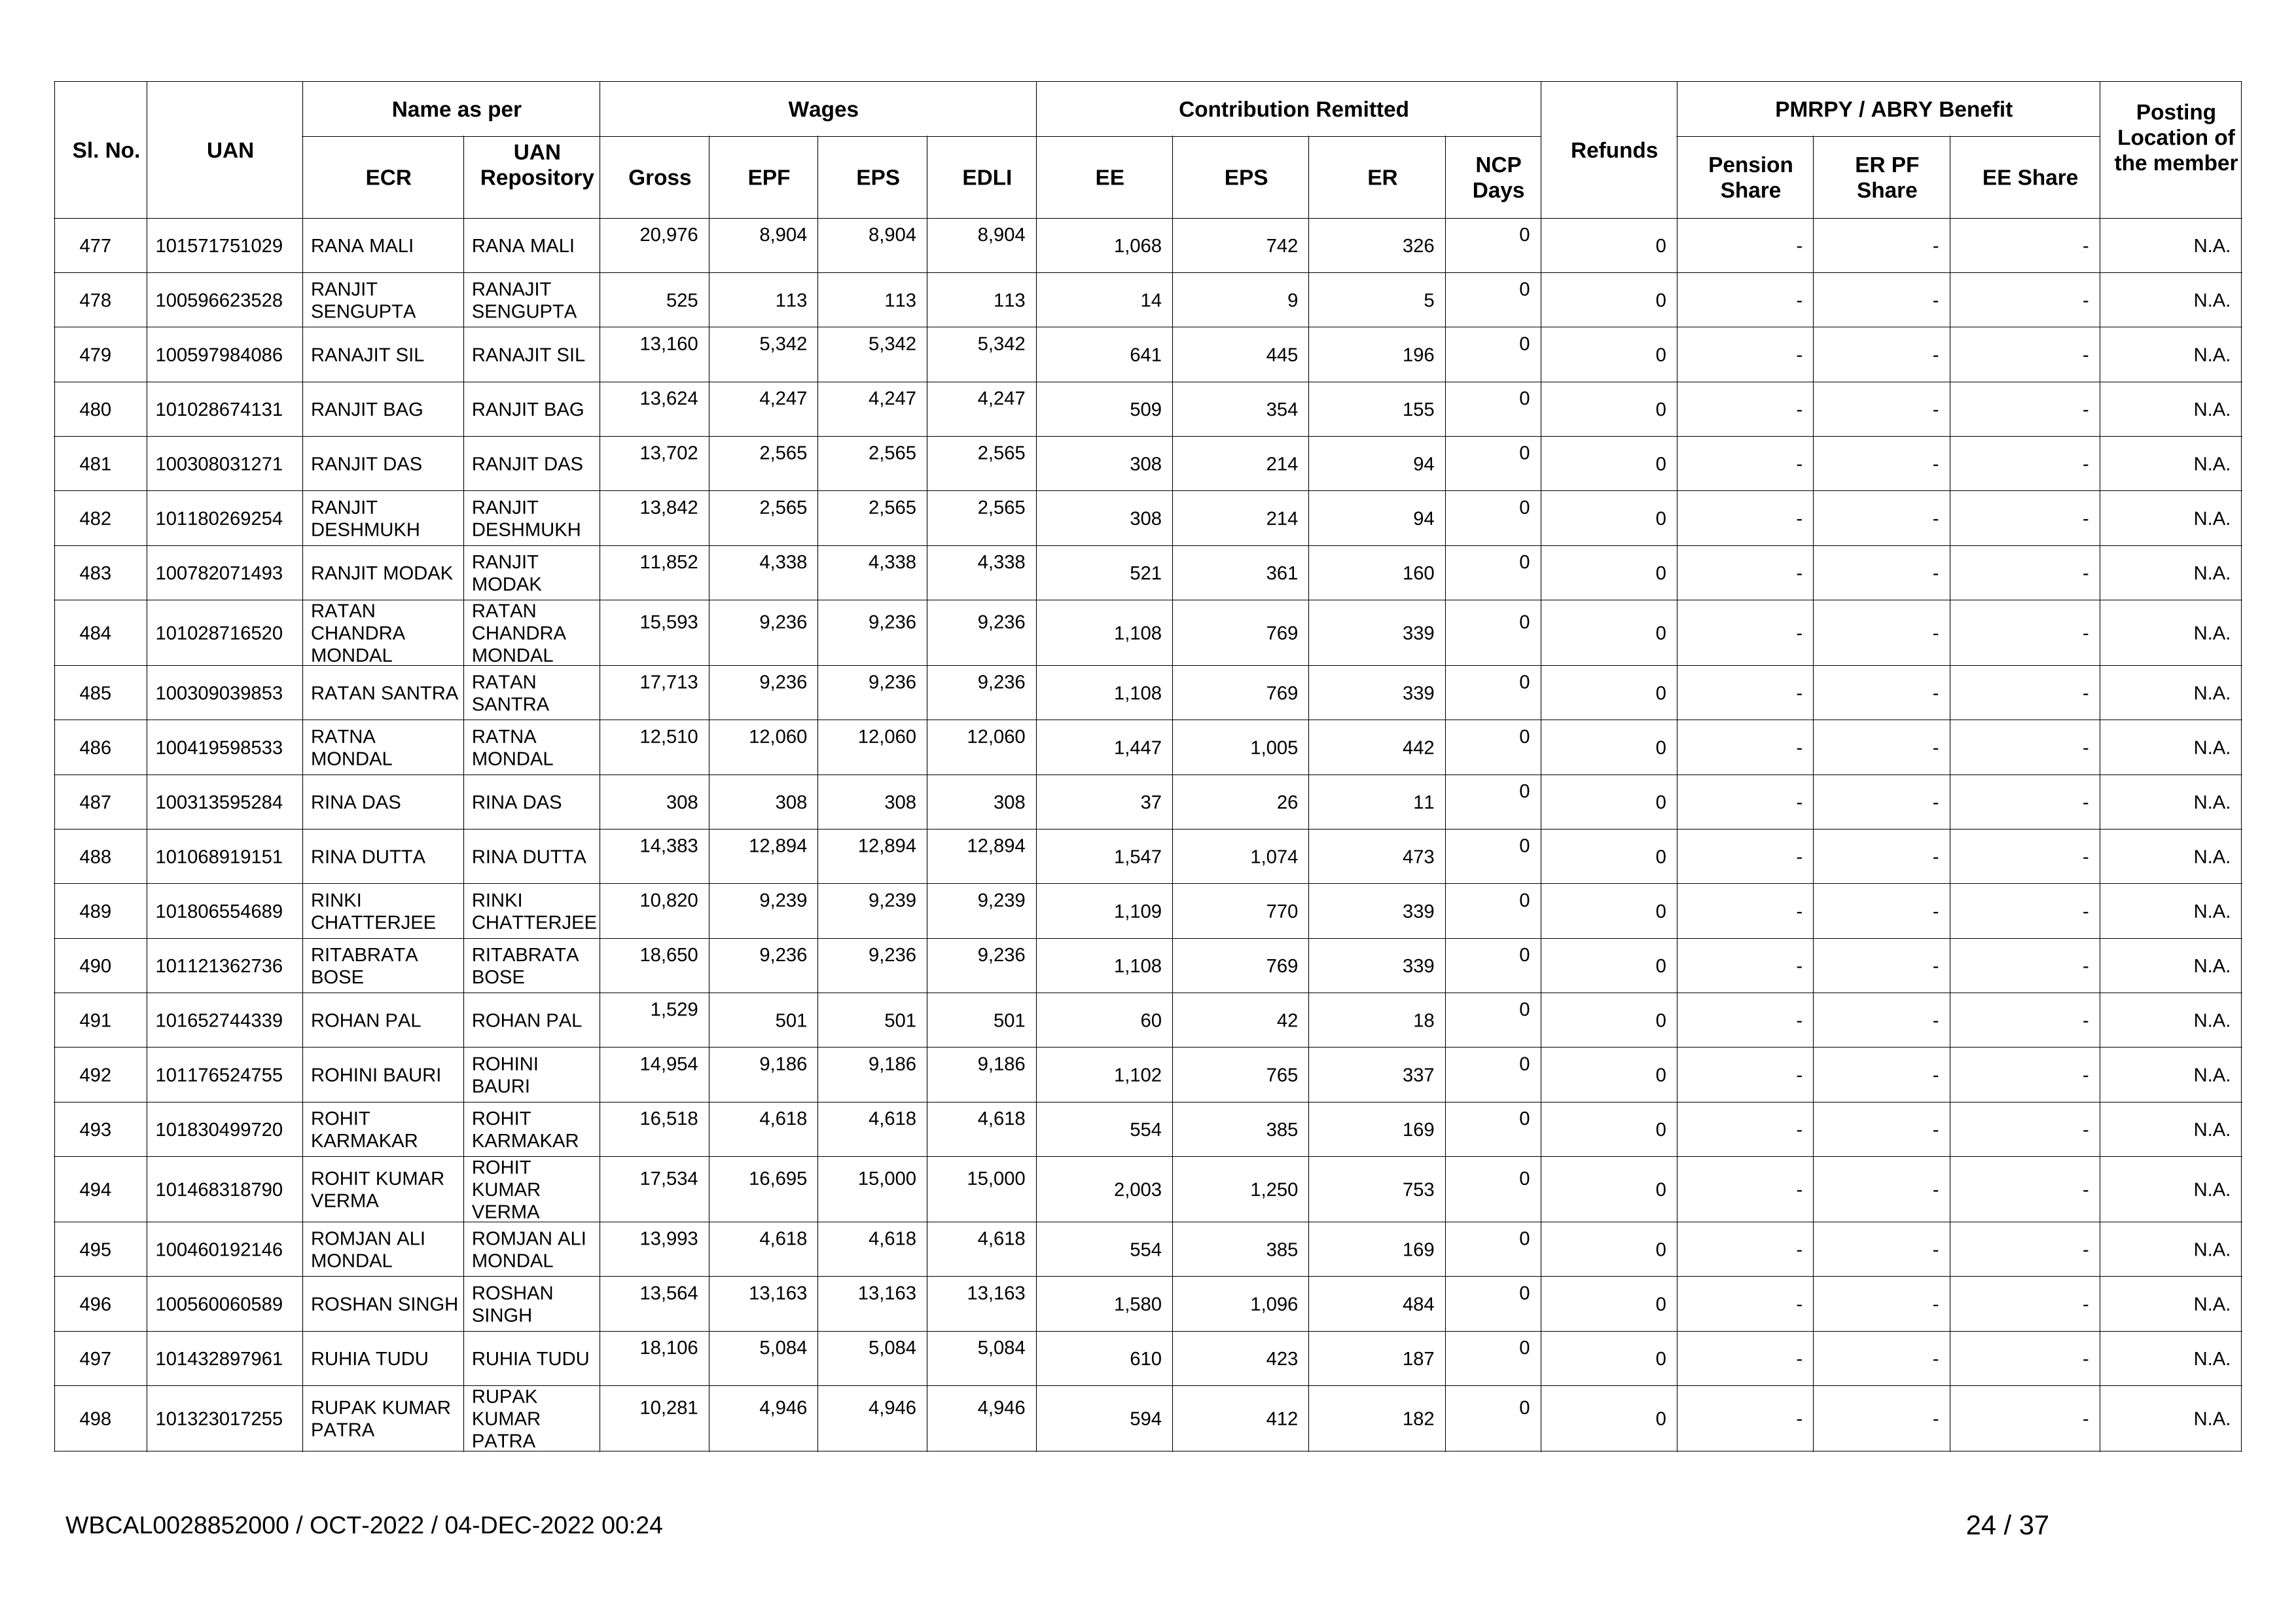 Sl. No. UAN Name as per Wages Contribution Remitted Refunds PMRPY / ABRY Benefit Posting Location of the member
ECR UAN Repository Gross EPF EPS EDLI EE EPS ER NCP Days Pension Share ER PF Share EE Share
477 101571751029 RANA MALI RANA MALI 20,976 8,904 8,904 8,904 1,068 742 326 0 0 - - - N.A.
478 100596623528 RANJIT SENGUPTA RANAJIT SENGUPTA 525 113 113 113 14 9 5 0 0 - - - N.A.
479 100597984086 RANAJIT SIL RANAJIT SIL 13,160 5,342 5,342 5,342 641 445 196 0 0 - - - N.A.
480 101028674131 RANJIT BAG RANJIT BAG 13,624 4,247 4,247 4,247 509 354 155 0 0 - - - N.A.
481 100308031271 RANJIT DAS RANJIT DAS 13,702 2,565 2,565 2,565 308 214 94 0 0 - - - N.A.
482 101180269254 RANJIT DESHMUKH RANJIT DESHMUKH 13,842 2,565 2,565 2,565 308 214 94 0 0 - - - N.A.
483 100782071493 RANJIT MODAK RANJIT MODAK 11,852 4,338 4,338 4,338 521 361 160 0 0 - - - N.A.
484 101028716520 RATAN CHANDRA MONDAL RATAN CHANDRA MONDAL 15,593 9,236 9,236 9,236 1,108 769 339 0 0 - - - N.A.
485 100309039853 RATAN SANTRA RATAN SANTRA 17,713 9,236 9,236 9,236 1,108 769 339 0 0 - - - N.A.
486 100419598533 RATNA MONDAL RATNA MONDAL 12,510 12,060 12,060 12,060 1,447 1,005 442 0 0 - - - N.A.
487 100313595284 RINA DAS RINA DAS 308 308 308 308 37 26 11 0 0 - - - N.A.
488 101068919151 RINA DUTTA RINA DUTTA 14,383 12,894 12,894 12,894 1,547 1,074 473 0 0 - - - N.A.
489 101806554689 RINKI CHATTERJEE RINKI CHATTERJEE 10,820 9,239 9,239 9,239 1,109 770 339 0 0 - - - N.A.
490 101121362736 RITABRATA BOSE RITABRATA BOSE 18,650 9,236 9,236 9,236 1,108 769 339 0 0 - - - N.A.
491 101652744339 ROHAN PAL ROHAN PAL 1,529 501 501 501 60 42 18 0 0 - - - N.A.
492 101176524755 ROHINI BAURI ROHINI BAURI 14,954 9,186 9,186 9,186 1,102 765 337 0 0 - - - N.A.
493 101830499720 ROHIT KARMAKAR ROHIT KARMAKAR 16,518 4,618 4,618 4,618 554 385 169 0 0 - - - N.A.
494 101468318790 ROHIT KUMAR VERMA ROHIT KUMAR VERMA 17,534 16,695 15,000 15,000 2,003 1,250 753 0 0 - - - N.A.
495 100460192146 ROMJAN ALI MONDAL ROMJAN ALI MONDAL 13,993 4,618 4,618 4,618 554 385 169 0 0 - - - N.A.
496 100560060589 ROSHAN SINGH ROSHAN SINGH 13,564 13,163 13,163 13,163 1,580 1,096 484 0 0 - - - N.A.
497 101432897961 RUHIA TUDU RUHIA TUDU 18,106 5,084 5,084 5,084 610 423 187 0 0 - - - N.A.
498 101323017255 RUPAK KUMAR PATRA RUPAK KUMAR PATRA 10,281 4,946 4,946 4,946 594 412 182 0 0 - - - N.A.
WBCAL0028852000 / OCT-2022 / 04-DEC-2022 00:24 24 / 37